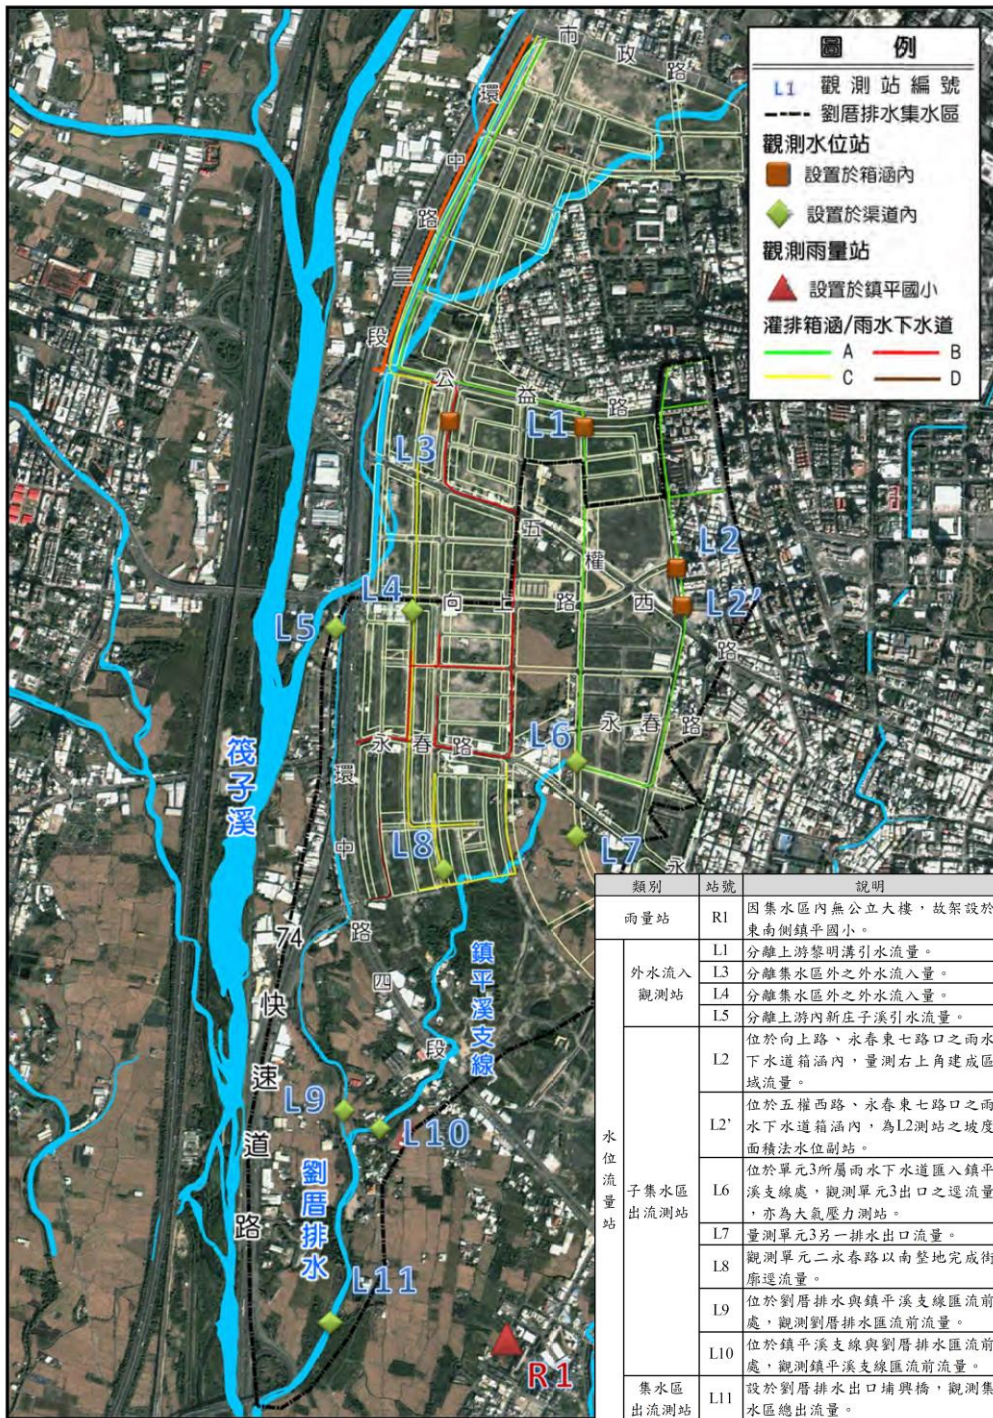 圖 例
L1 觀測站編號
劉厝排水集水區
觀測水位站
設置於箱涵內
設置於渠道內
觀測雨量站
設置於鎮平國小
灌排箱涵/雨水下水道
A B
C D
市政路
環中路三段
公益路
L1
L3
L2
L2'
五權西路
向上路
L4
L5
永春路
永春路
L6
L7
L8
筏子溪
環中路四段
74快速道路
鎮平溪支線
永
L9
L10
劉厝排水
L11
R1
類別 站號 說明
雨量站 R1 因集水區內無公立大樓,故架設於
東南側鎮平國小。
水位流量站
外水流入
觀測站
L1 分離上游黎明溝引水流量。
L3 分離集水區外之外水流入量。
L4 分離集水區外之外水流入量。
L5 分離上游內新庄子溪引水流量。
子集水區
出流測站
L2 位於向上路、永春東七路口之雨水
下水道箱涵內,量測右上角建成區
域流量。
L2' 位於五權西路、永春東七路口之雨
水下水道箱涵內,為L2測站之坡度
面積法水位副站。
L6 位於單元3所屬雨水下水道匯入鎮平
溪支線處,觀測單元3出口之逕流量
,亦為大氣壓力測站。
L7 量測單元3另一排水出口流量。
L8 觀測單元二永春路以南整地完成街
廓逕流量。
L9 位於劉厝排水與鎮平溪支線匯流前
處,觀測劉厝排水匯流前流量。
L10 位於鎮平溪支線與劉厝排水匯流前
處,觀測鎮平溪支線匯流前流量。
集水區
出流測站
L11 設於劉厝排水出口埔興橋,觀測集
水區總出流量。